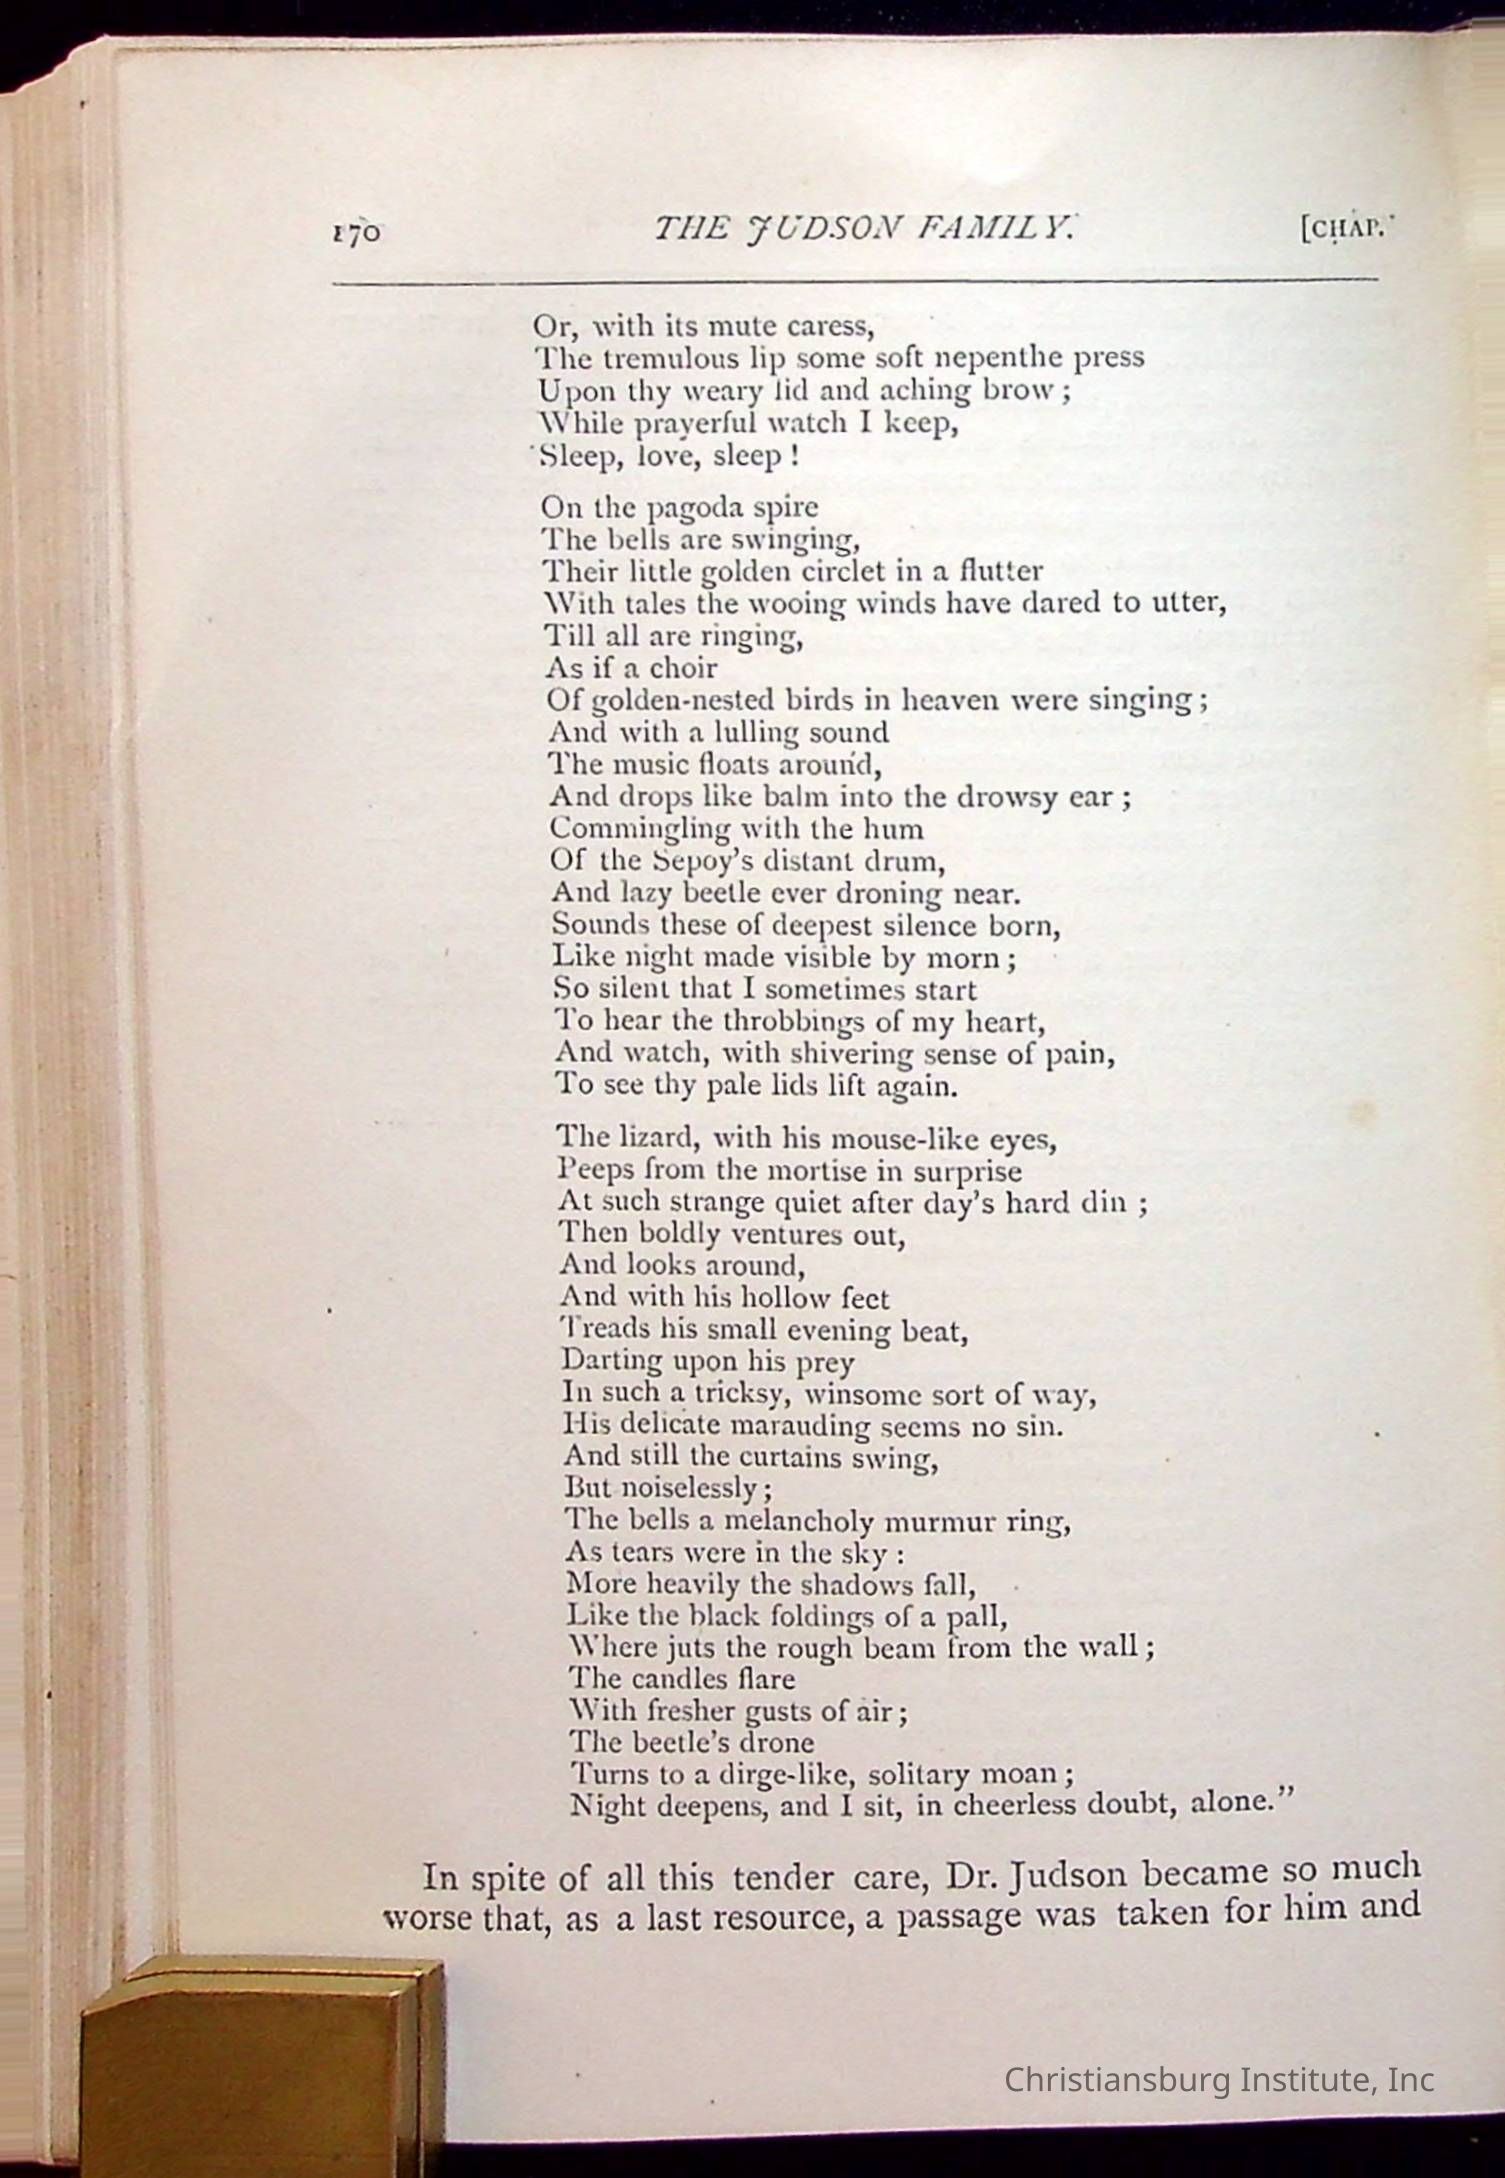 170 THE JUDSON FAMILY. [CHAP.
Or, with its mute caress,
The tremulous lip some soft nepenthe press
Upon thy weary lid and aching brow ;
While prayerful watch I keep,
Sleep, love, sleep !
On the pagoda spire
The bells are swinging,
Their little golden circlet in a flutter
With tales the wooing winds have dared to utter,
Till all are ringing,
As if a choir
Of golden-nested birds in heaven were singing ;
And with a lulling sound
The music floats around,
And drops like balm into the drowsy ear ;
Commingling with the hum
Of the Sepoy's distant drum,
And lazy beetle ever droning near.
Sounds these of deepest silence born,
Like night made visible by morn ;
So silent that I sometimes start
To hear the throbbings of my heart,
And watch, with shivering sense of pain,
To see thy pale lids lift again.
The lizard, with his mouse-like eyes,
Peeps from the mortise in surprise
At such strange quiet after day's hard din ;
Then boldly ventures out,
And looks around,
And with his hollow feet
Treads his small evening beat,
Darting upon his prey
In such a tricksy, winsome sort of way,
His delicate marauding seems no sin.
And still the curtains swing,
But noiselessly ;
The bells a melancholy murmur ring,
As tears were in the sky :
More heavily the shadows fall,
Like the black foldings of a pall,
Where juts the rough beam from the wall ;
The candles flare
With fresher gusts of air ;
The beetle's drone
Turns to a dirge-like, solitary moan ;
Night deepens, and I sit, in cheerless doubt, alone."
In spite of all this tender care, Dr. Judson became so much
worse that, as a last resource, a passage was taken for him and
Christiansburg Institute, Inc